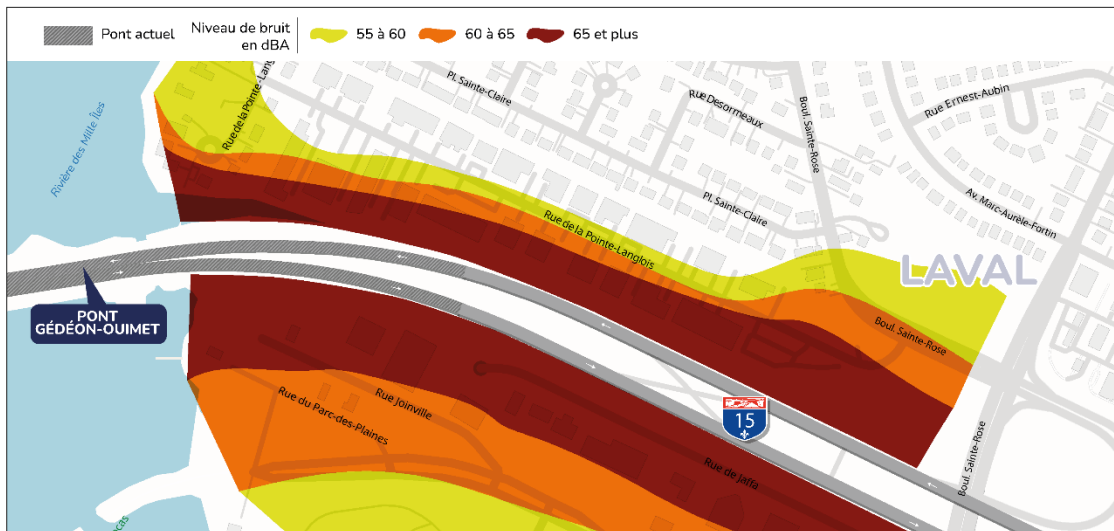 Pont actuel
Niveau de bruit
en dBA
55 à 60
60 à 65
65 et plus
Rivière des Mille Îles
Rue de la Pointe-Lang
Pl. Sainte-Claire
Rue Desormeaux
Boul. Sainte-Rose
Rue Ernest-Aubin
Av. Marc-Aurèle-Fortin
Pl. Sainte-Claire
Rue de la Pointe-Langlois
LAVAL
PONT
GÉDÉON-OUIMET
Boul. Sainte-Rose
Rue Joinville
Rue du Parc-des-Plaines
15
Rue de Jaffa
Boul. Sainte-Rose